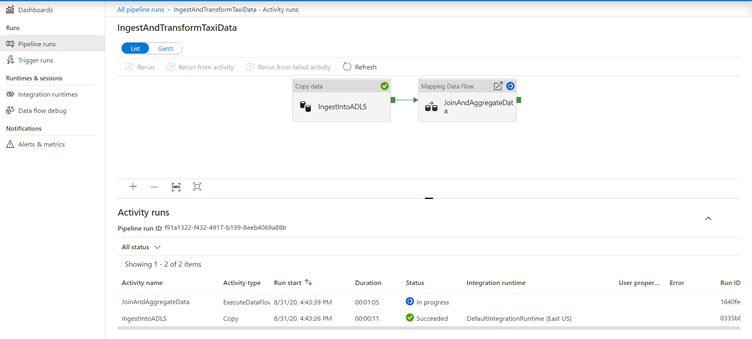 Dashboards
Runs
Pipeline runs
Trigger runs
Runtimes & sessions
Integration runtimes
Data flow debug
Notifications
Alerts & metrics
All pipeline runs > IngestAndTransformTaxiData - Activity runs
IngestAndTransformTaxiData
List Gantt
Rerun Rerun from activity Rerun from failed activity Refresh
Copy data
IngestIntoADLS
Mapping Data Flow
JoinAndAggregateDat
a
Activity runs
Pipeline run ID f91a1322-f432-4917-b199-8eeb4069a88b
All status
Showing 1 - 2 of 2 items
Activity name Activity type Run start Duration Status Integration runtime User proper... Error Run ID
JoinAndAggregateData ExecuteDataFlow 8/31/20, 4:43:39 PM 00:01:05 In progress 1640fe
IngestIntoADLS Copy 8/31/20, 4:43:26 PM 00:00:11 Succeeded DefaultIntegrationRuntime (East US) 0335b8